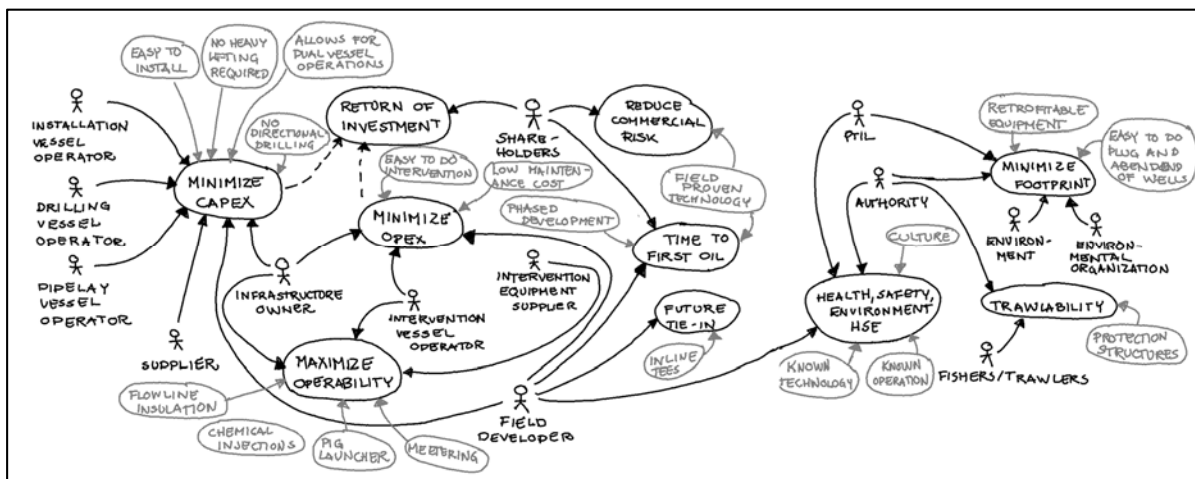 EASY TO
INSTALL
NO HEAVY
LIFTING
REQUIRED
ALLOWS FOR
DUAL VESSEL
OPERATIONS
NO
DIRECTIONAL
DRILLING
INSTALLATION
VESSEL
OPERATOR
DRILLING
VESSEL
OPERATOR
PIPELAY
VESSEL
OPERATOR
SUPPLIER
MINIMIZE
CAPEX
RETURN OF
INVESTMENT
EASY TO DO
INTERVENTION
LOW MAINTEN-
ANCE COST
MINIMIZE
OPEX
SHARE-
HOLDERS
REDUCE
COMMERCIAL
RISK
FIELD
PROVEN
TECHNOLOGY
PHASED
DEVELOPMENT
TIME TO
FIRST OIL
INFRASTRUCTURE
OWNER
INTERVENTION
VESSEL
OPERATOR
INTERVENTION
EQUIPMENT
SUPPLIER
MAXIMIZE
OPERABILITY
FLOWLINE
INSULATION
CHEMICAL
INJECTIONS
PIG
LAUNCHER
MEETERING
FIELD
DEVELOPER
FUTURE
TIE-IN
INLINE
TEES
PTIL
AUTHORITY
RETROFITABLE
EQUIPMENT
MINIMIZE
FOOTPRINT
EASY TO DO
PLUG AND
ABENDEND
OF WELLS
ENVIRON-
MENT
ENVIRON-
MENTAL
ORGANIZATION
CULTURE
HEALTH, SAFETY,
ENVIRONMENT
HSE
KNOWN
TECHNOLOGY
KNOWN
OPERATION
TRAWLABILITY
PROTECTION
STRUCTURES
FISHERS/TRAWLERS